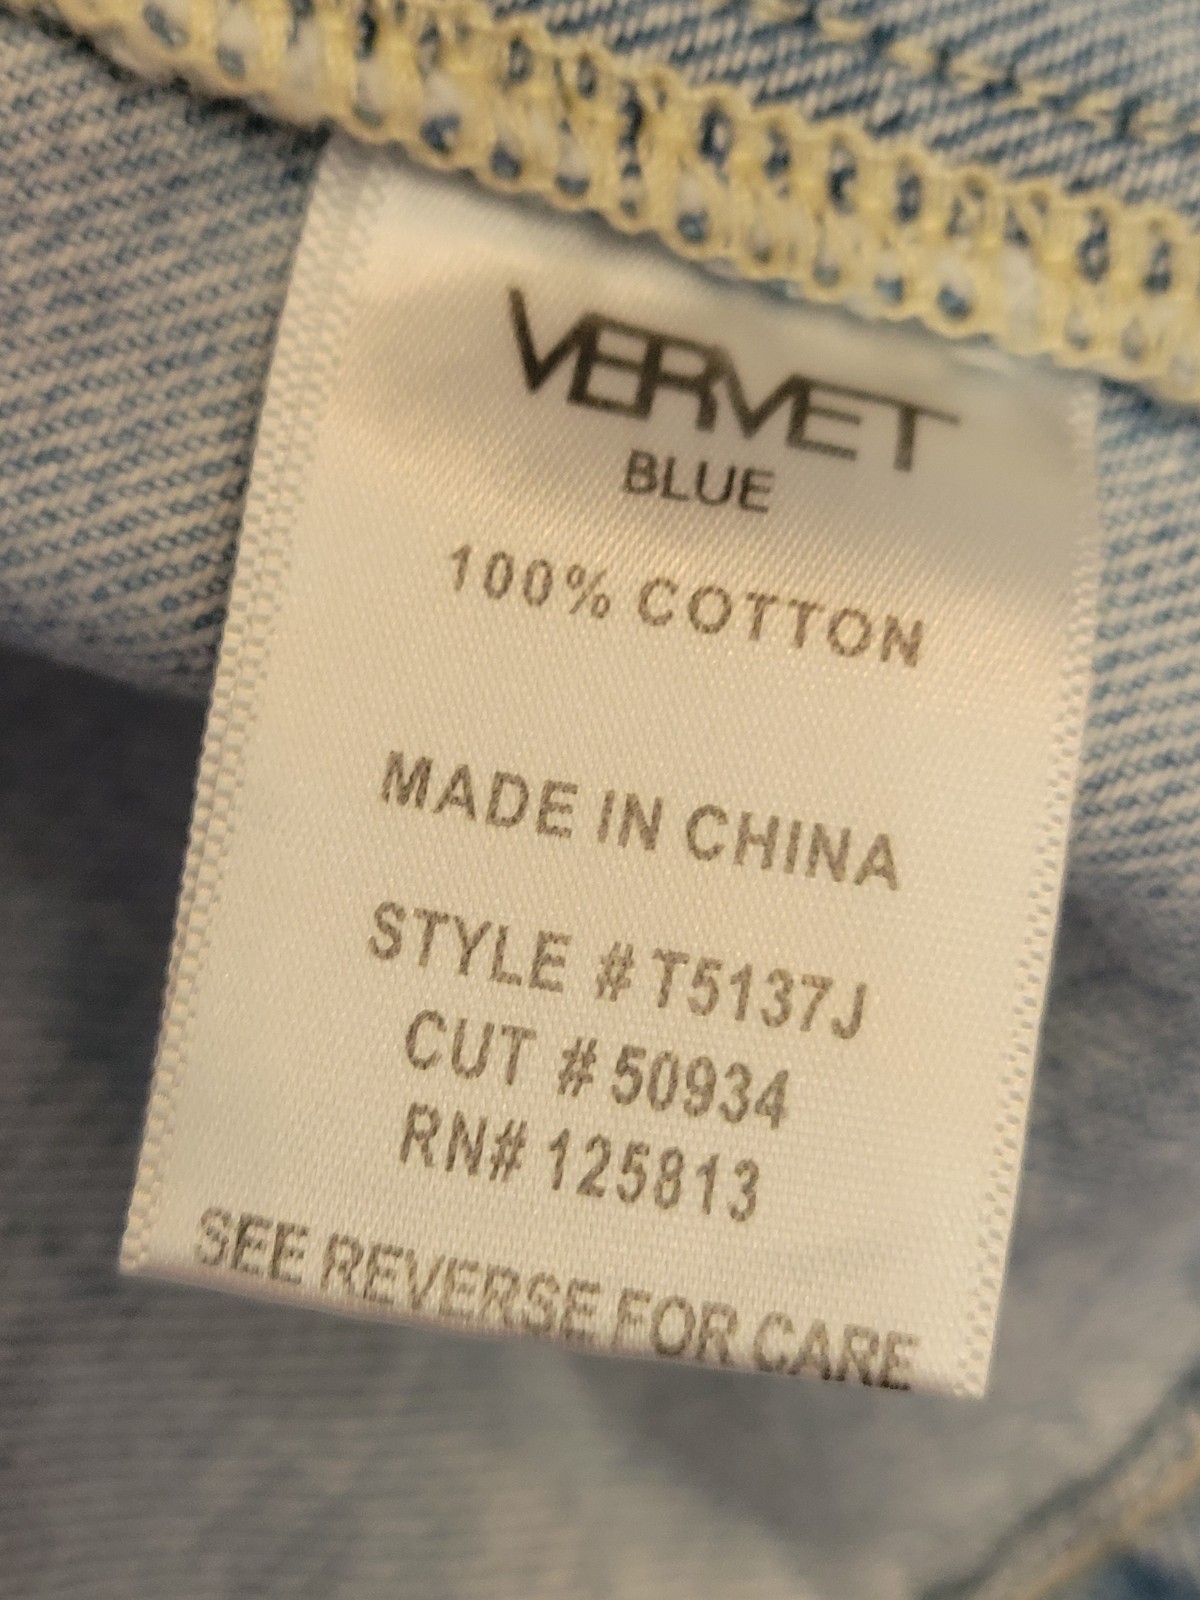 VERVET
BLUE
100% COTTON
MADE IN CHINA
STYLE # T5137J
CUT # 50934
RN# 125813
SEE REVERSE FOR CARE